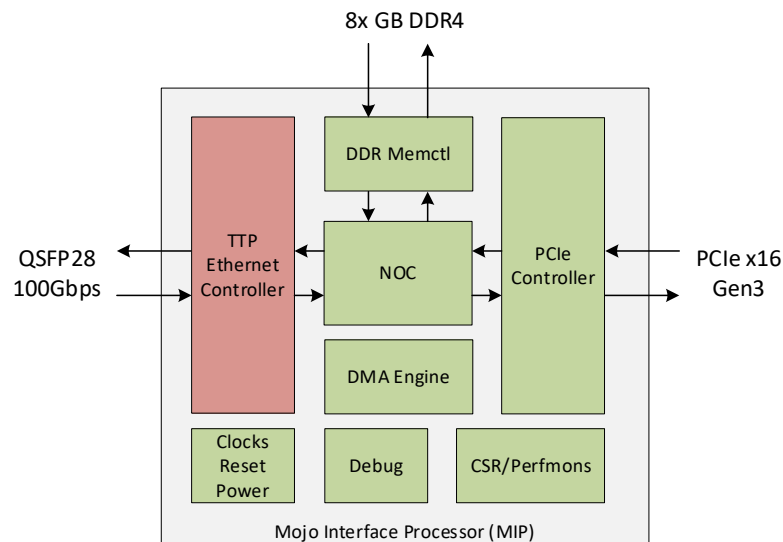 8x GB DDR4
DDR Memctl
TTP
Ethernet
Controller
NOC
PCIe
Controller
QSFP28
100Gbps
PCIe x16
Gen3
DMA Engine
Clocks
Reset
Power
Debug
CSR/Perfmons
Mojo Interface Processor (MIP)